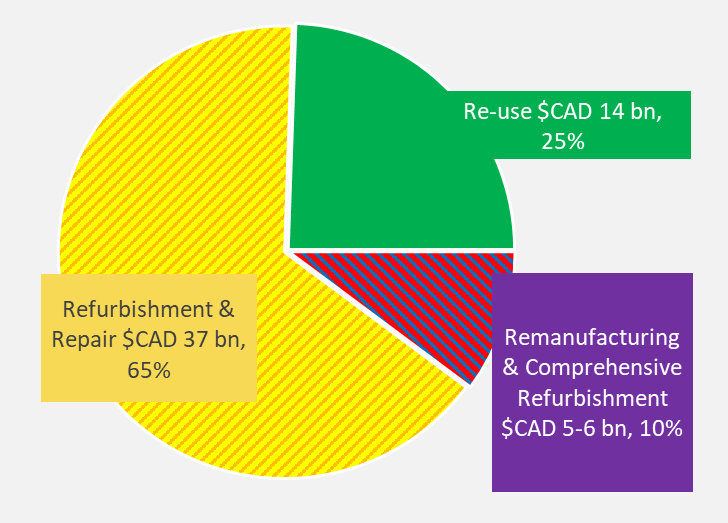 Re-use $CAD 14 bn,
25%
Refurbishment &
Repair $CAD 37 bn,
65%
Remanufacturing
& Comprehensive
Refurbishment
$CAD 5-6 bn, 10%